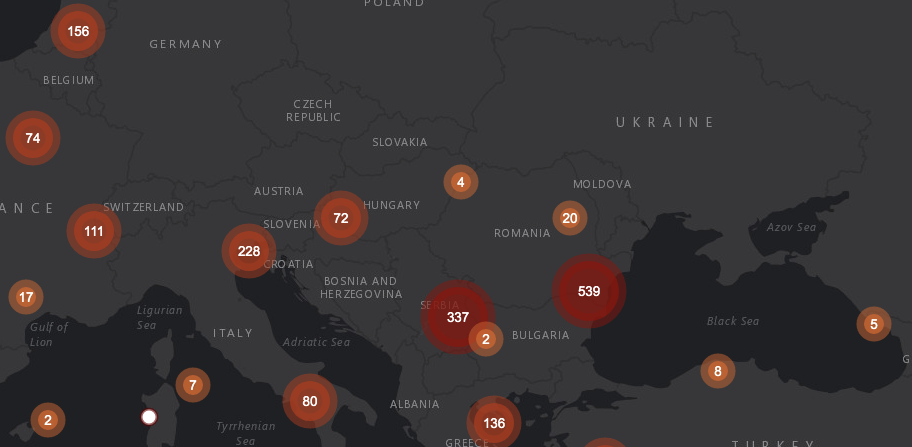 POLAND
156
GERMANY
BELGIUM
CZECH
REPUBLIC
UKRAINE
74
SLOVAKIA
4
MOLDOVA
AUSTRIA
ANCE
SWITZERLAND
HUNGARY
72
20
SLOVENIA
111
ROMANIA
Azov Sea
228
CROATIA
BOSNIA AND
HERZEGOVINA
539
17
SERBIA
337
Ligurian
Sea
Gulf of
Lion
ITALY
Adriatic Sea
2
BULGARIA
Black Sea
5
G
8
7
80
ALBANIA
2
136
Tyrrhenian
Sea
GREECE
TURKEY